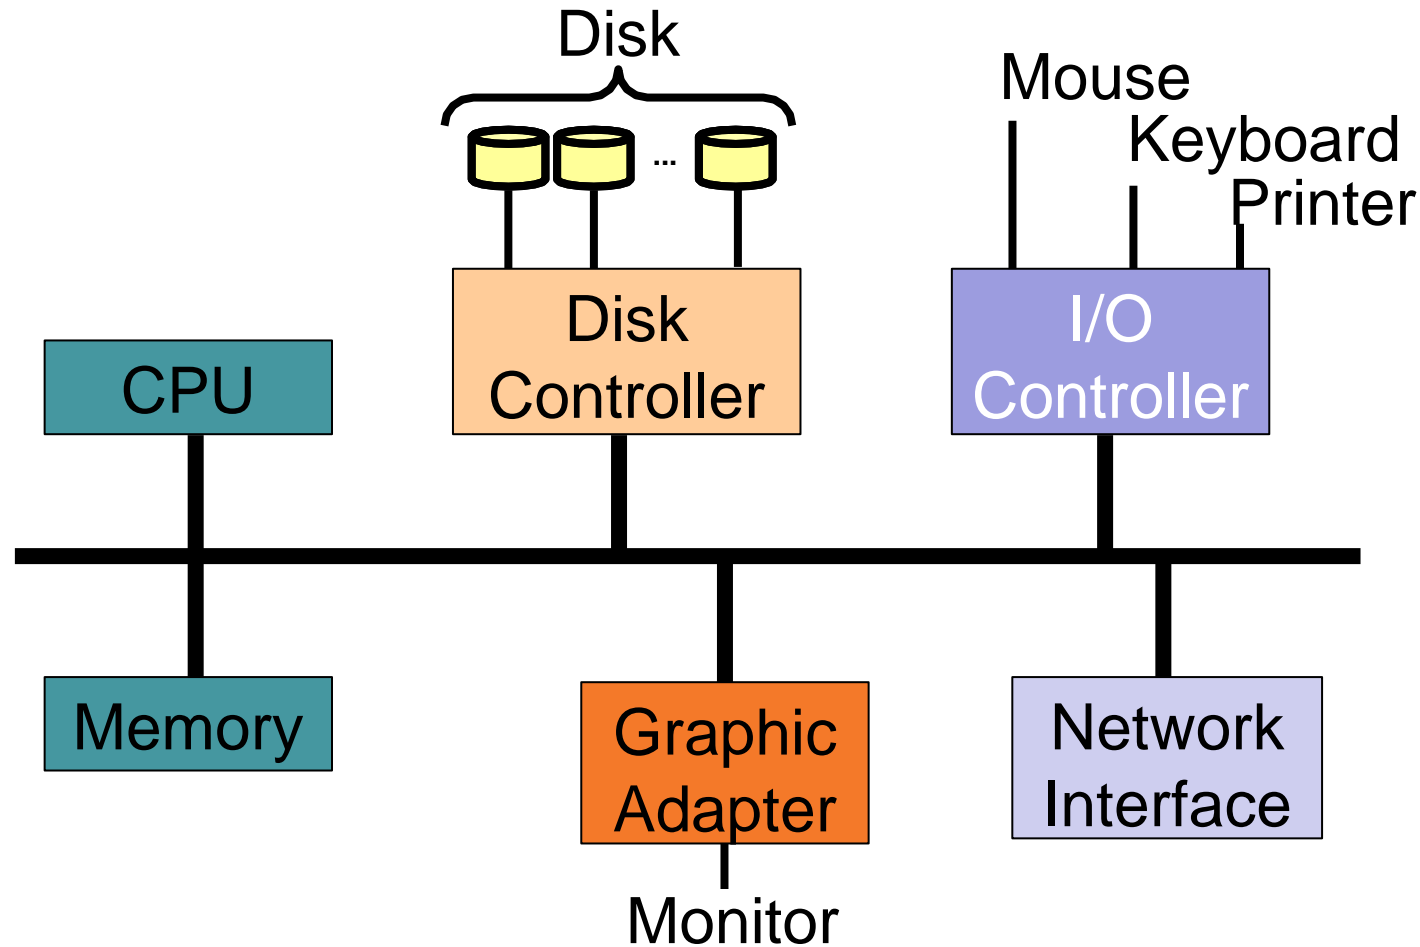 Disk
Mouse
Keyboard
Printer
...
Disk
Controller
I/O
Controller
CPU
Memory
Graphic
Adapter
Network
Interface
Monitor